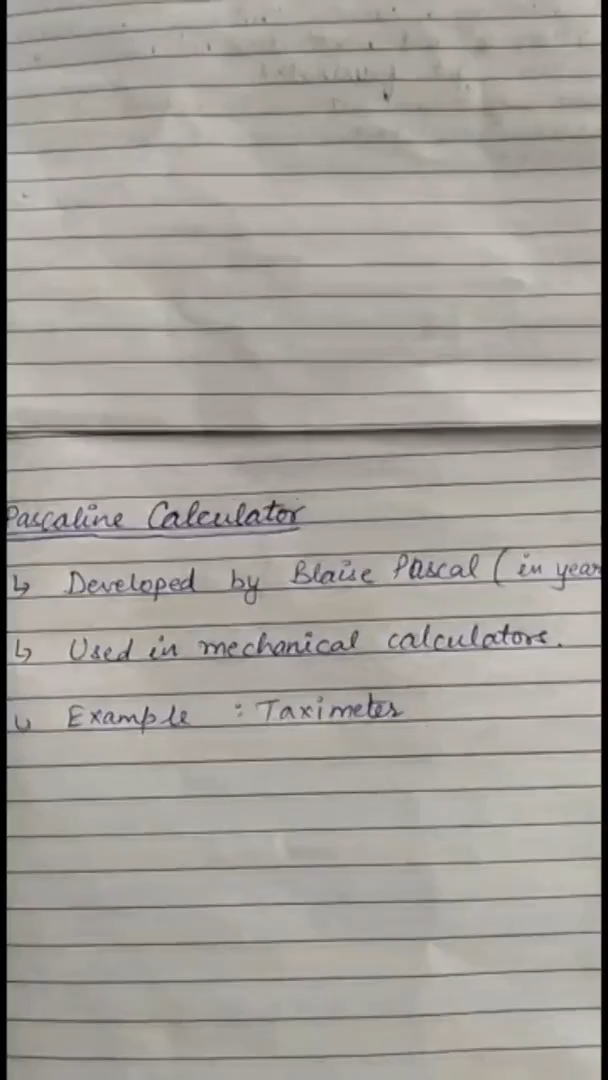 Pascaline Calculator
↳ Developed by Blaise Pascal ( in year
↳ Used in mechanical calculators.
↳ Example : Taximeter